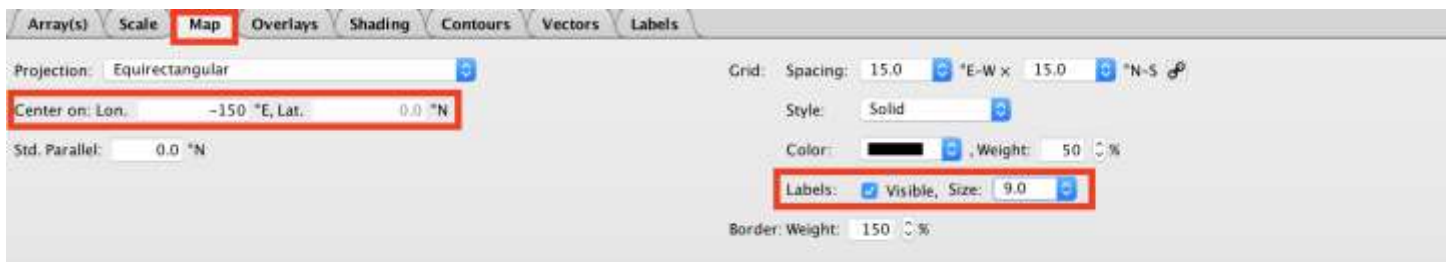 Array(s) Scale Map Overlays Shading Contours Vectors Labels
Projection: Equirectangular
Grid: Spacing: 15.0 °E-W × 15.0 °N-S
Center on: Lon. -150 °E, Lat. 0.0 °N
Style: Solid
Std. Parallel: 0.0 °N
Color: , Weight: 50 %
Labels: Visible, Size: 9.0
Border: Weight: 150 %